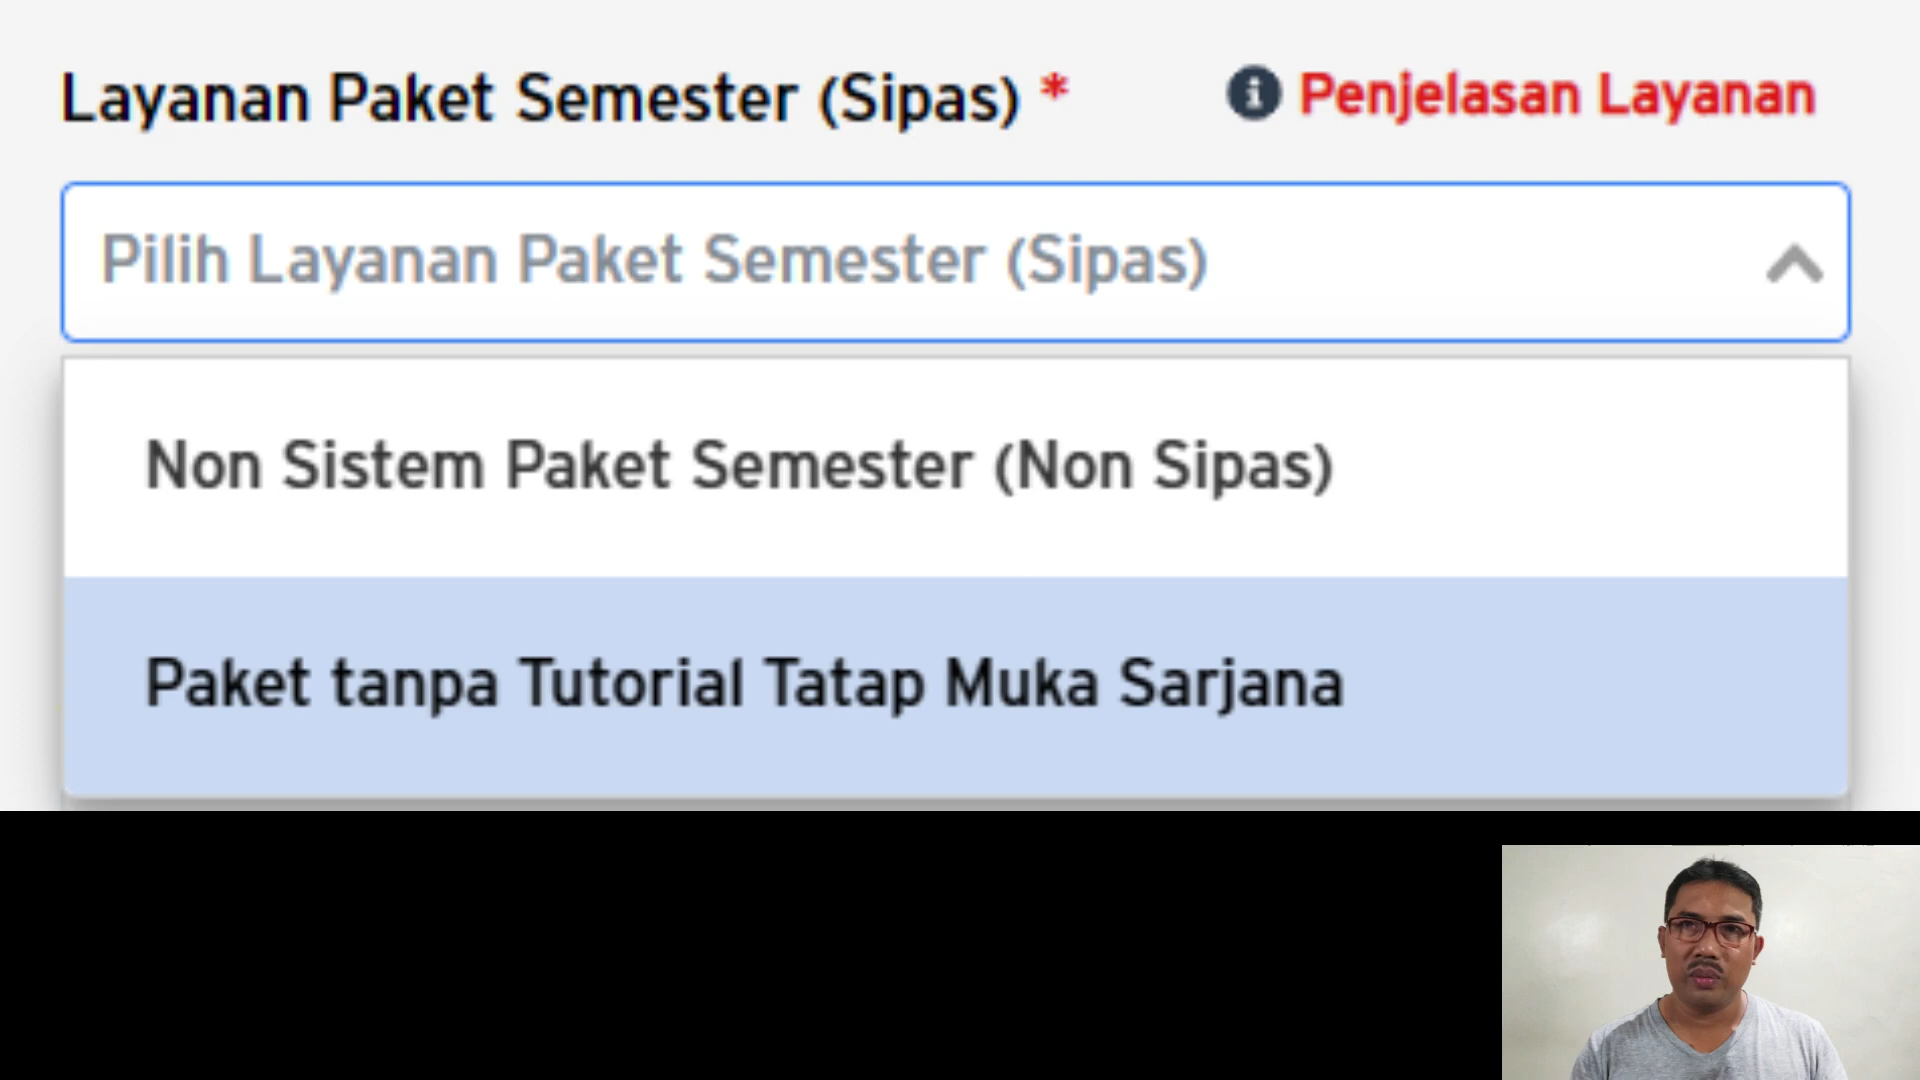 Layanan Paket Semester (Sipas) *
Penjelasan Layanan
Pilih Layanan Paket Semester (Sipas)
Non Sistem Paket Semester (Non Sipas)
Paket tanpa Tutorial Tatap Muka Sarjana